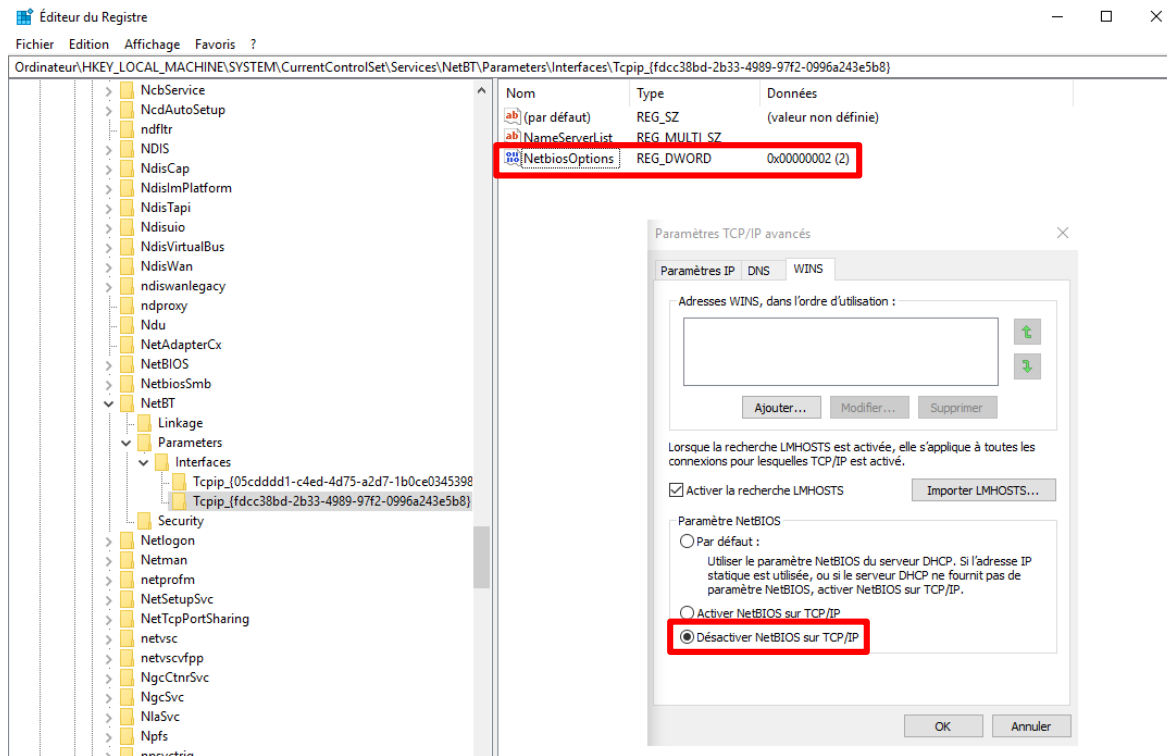 Éditeur du Registre
Fichier Edition Affichage Favoris ?
Ordinateur\HKEY_LOCAL_MACHINE\SYSTEM\CurrentControlSet\Services\NetBT\Parameters\Interfaces\Tcpip_{fdcc38bd-2b33-4989-97f2-0996a243e5b8}
NcbService
NcdAutoSetup
ndfltr
NDIS
NdisCap
NdisImPlatform
NdisTapi
Ndisuio
NdisVirtualBus
NdisWan
ndiswanlegacy
ndproxy
Ndu
NetAdapterCx
NetBIOS
NetbiosSmb
NetBT
Linkage
Parameters
Interfaces
Tcpip_{05cdddd1-c4ed-4d75-a2d7-1b0ce0345398
Tcpip_{fdcc38bd-2b33-4989-97f2-0996a243e5b8}
Security
Netlogon
Netman
netprofm
NetSetupSvc
NetTcpPortSharing
netvsc
netvscvfpp
NgcCtnrSvc
NgcSvc
NlaSvc
Npfs
npsvctrig
Nom Type Données
(par défaut) REG_SZ (valeur non définie)
NameServerList REG_MULTI_SZ
NetbiosOptions REG_DWORD 0x00000002 (2)
Paramètres TCP/IP avancés
Paramètres IP DNS WINS
Adresses WINS, dans l'ordre d'utilisation :
Ajouter... Modifier... Supprimer
Lorsque la recherche LMHOSTS est activée, elle s'applique à toutes les
connexions pour lesquelles TCP/IP est activé.
Activer la recherche LMHOSTS Importer LMHOSTS...
Paramètre NetBIOS
Par défaut :
Utiliser le paramètre NetBIOS du serveur DHCP. Si l'adresse IP
statique est utilisée, ou si le serveur DHCP ne fournit pas de
paramètre NetBIOS, activer NetBIOS sur TCP/IP.
Activer NetBIOS sur TCP/IP
Désactiver NetBIOS sur TCP/IP
OK Annuler